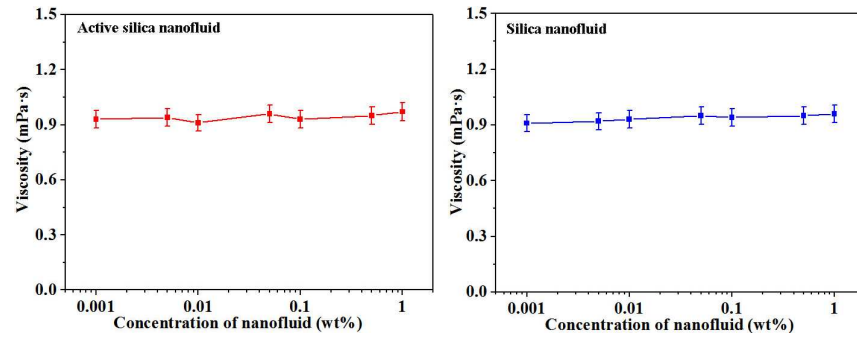 Active silica nanofluid
Viscosity (mPa·s)
1.5
1.2
0.9
0.6
0.3
0.0
0.001 0.01 0.1 1
Concentration of nanofluid (wt%)
Silica nanofluid
Viscosity (mPa·s)
1.5
1.2
0.9
0.6
0.3
0.0
0.001 0.01 0.1 1
Concentration of nanofluid (wt%)